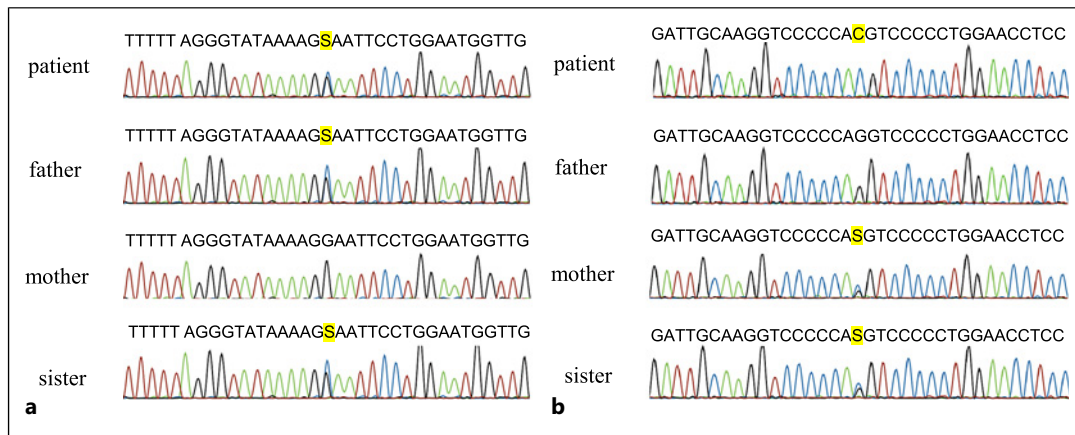 TTTTT AGGGTATAAAAGSAATTCCTGGAATGGTTG
patient
TTTTT AGGGTATAAAAGSAATTCCTGGAATGGTTG
father
TTTTT AGGGTATAAAAGGAATTCCTGGAATGGTTG
mother
TTTTT AGGGTATAAAAGSAATTCCTGGAATGGTTG
sister
a
GATTGCAAGGTCCCCCACGTCCCCCTGGAACCTCC
patient
GATTGCAAGGTCCCCCAGGTCCCCCTGGAACCTCC
father
GATTGCAAGGTCCCCCASGTCCCCCTGGAACCTCC
mother
GATTGCAAGGTCCCCCASGTCCCCCTGGAACCTCC
sister
b